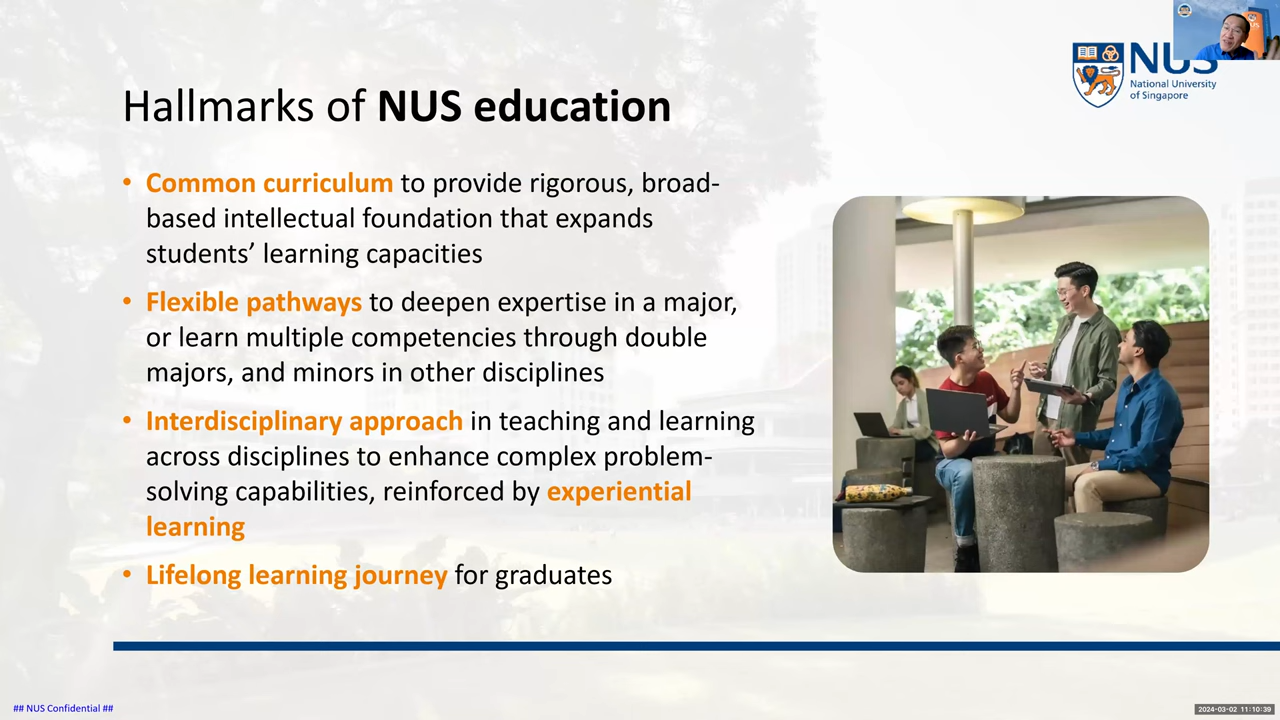 NUS
National University
of Singapore
Hallmarks of NUS education
• Common curriculum to provide rigorous, broad-
based intellectual foundation that expands
students’ learning capacities
• Flexible pathways to deepen expertise in a major,
or learn multiple competencies through double
majors, and minors in other disciplines
• Interdisciplinary approach in teaching and learning
across disciplines to enhance complex problem-
solving capabilities, reinforced by experiential
learning
• Lifelong learning journey for graduates
## NUS Confidential ##
2024-03-02 11:10:39